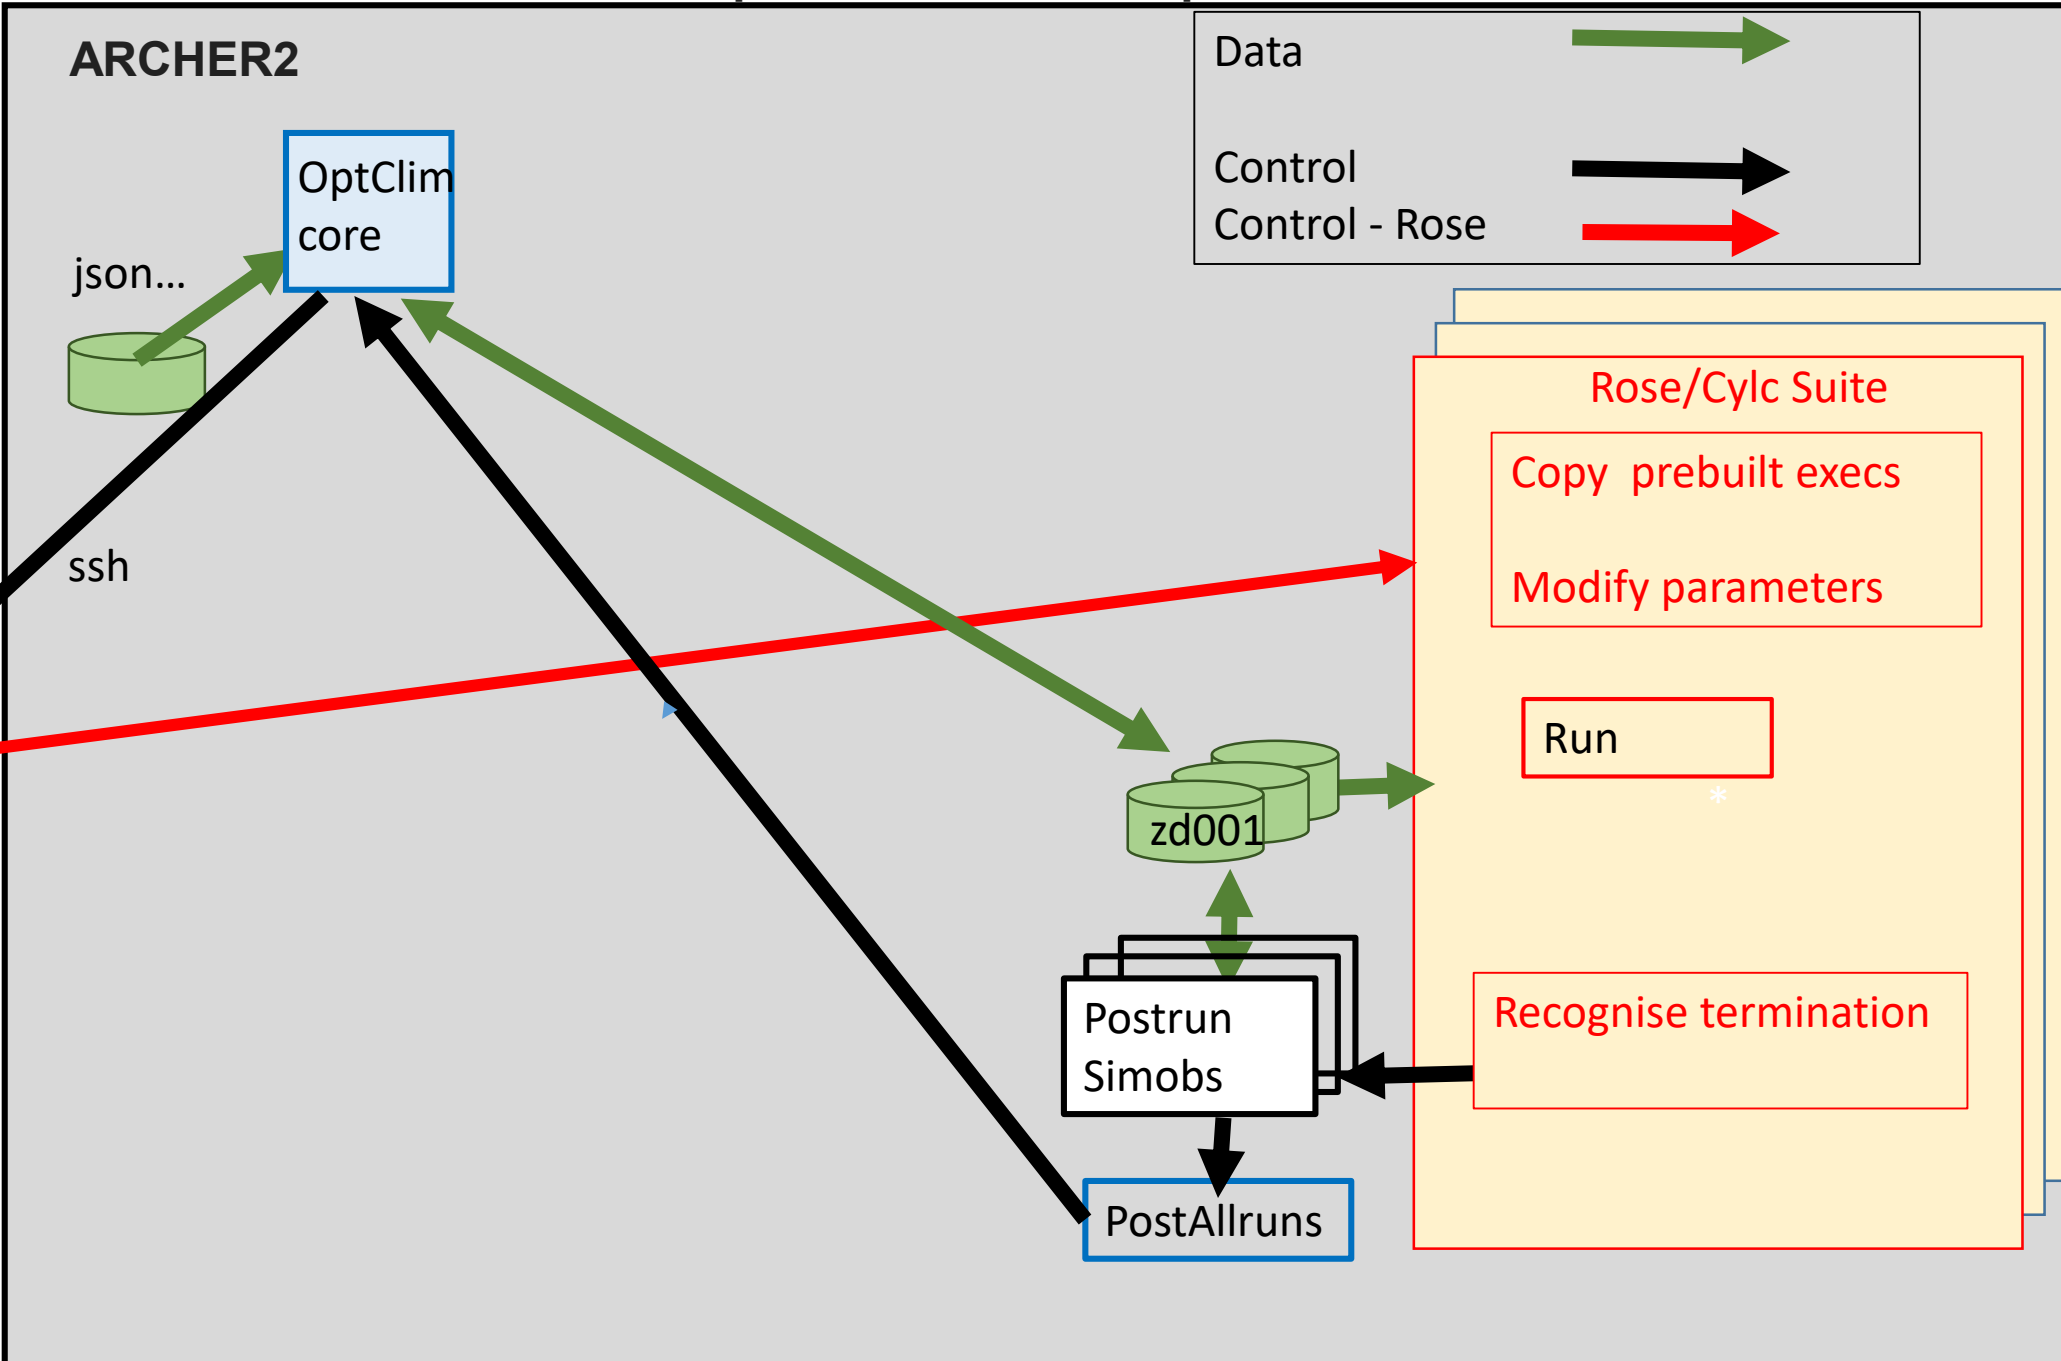 ARCHER2
Data
Control
Control - Rose
OptClim
core
json...
ssh
Rose/Cylc Suite
Copy prebuilt execs
Modify parameters
Run
*
zd001
Postrun
Simobs
Recognise termination
PostAllruns